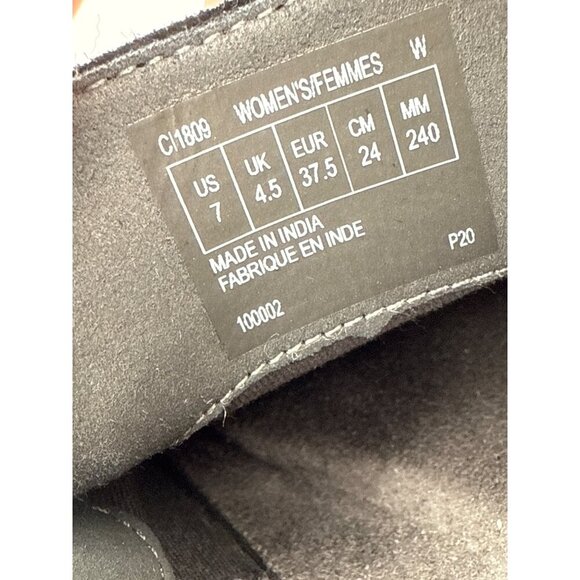 CI1809 WOMEN'S/FEMMES W
US UK EUR CM MM
7 4.5 37.5 24 240
MADE IN INDIA
FABRIQUE EN INDE P20
100002